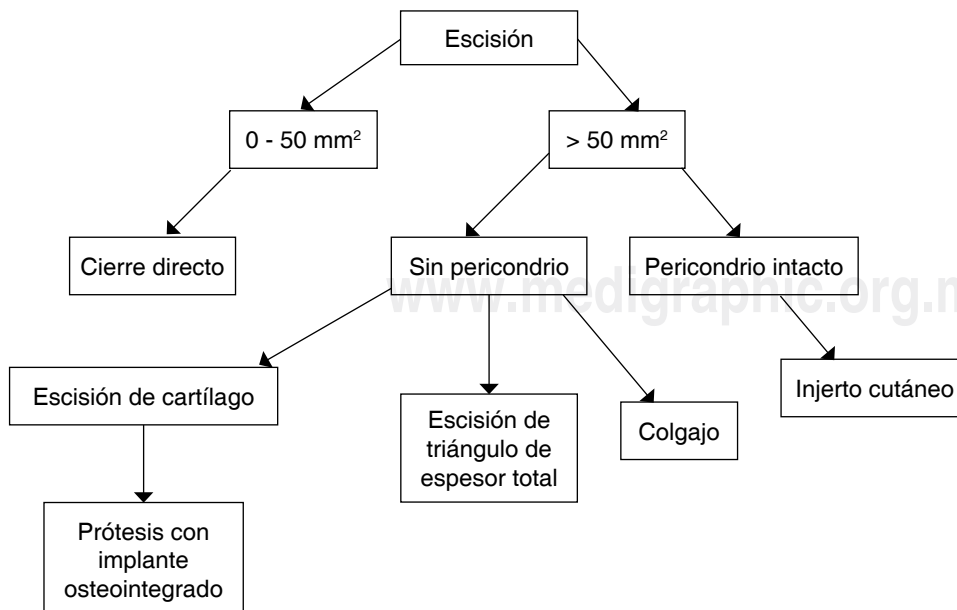 Escisión
0 - 50 mm²
> 50 mm²
Cierre directo
Sin pericondrio
Pericondrio intacto
www.medigraphic.org.m
Escisión de cartílago
Escisión de
triángulo de
espesor total
Colgajo
Injerto cutáneo
Prótesis con
implante
osteointegrado